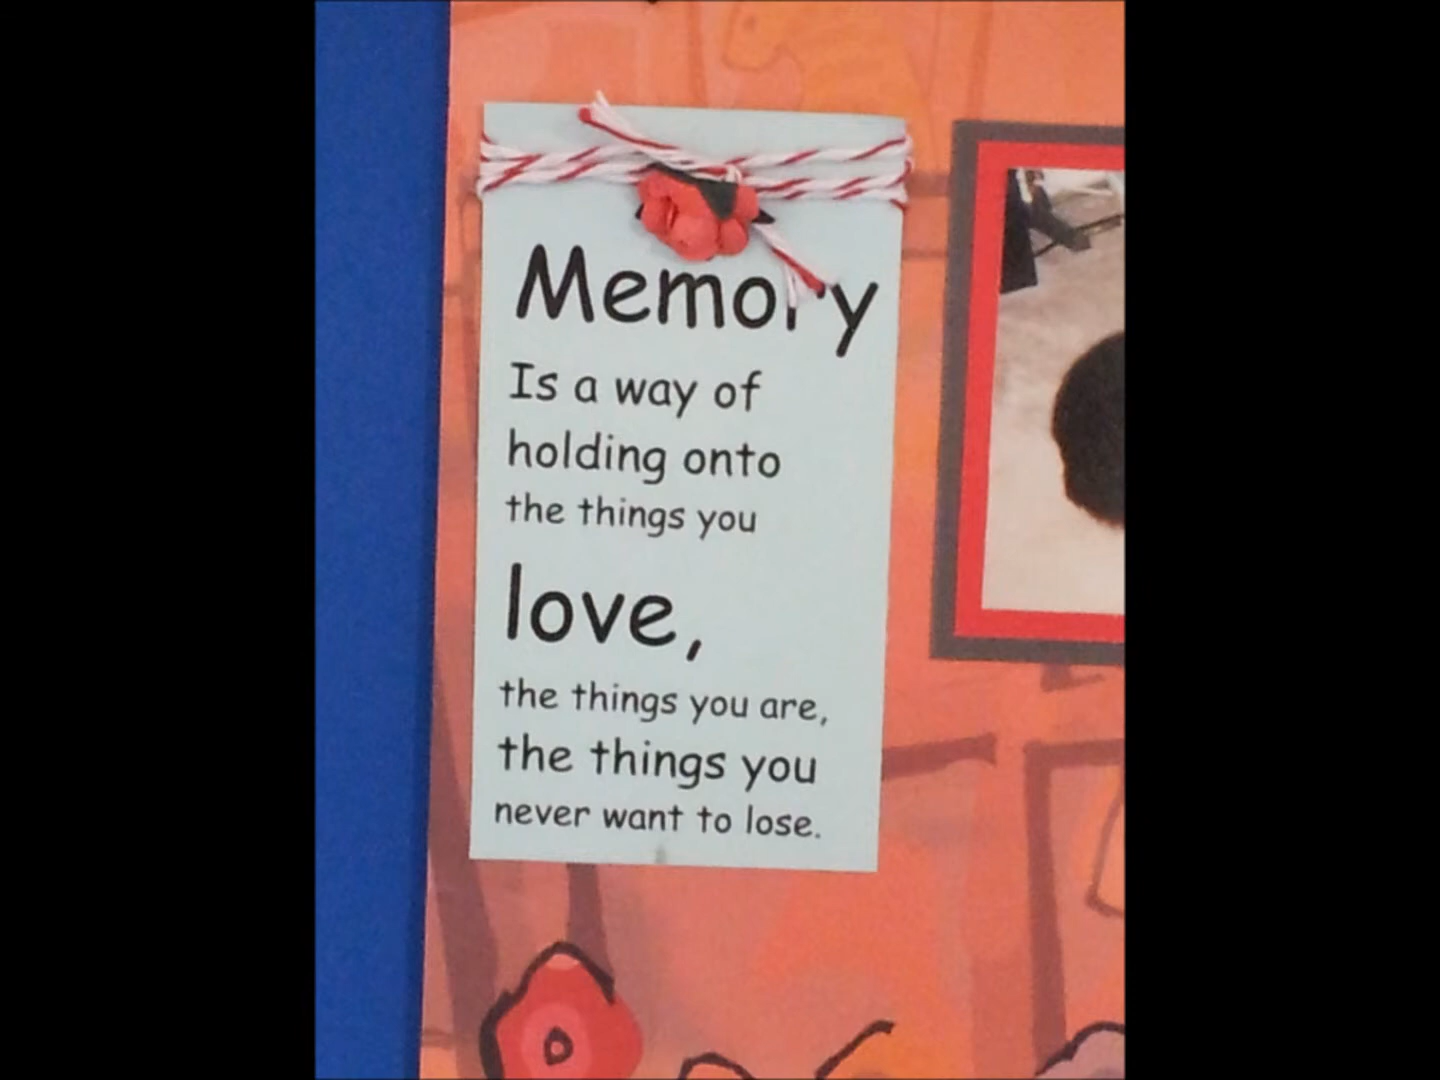 Memory
Is a way of
holding onto
the things you
love,
the things you are,
the things you
never want to lose.